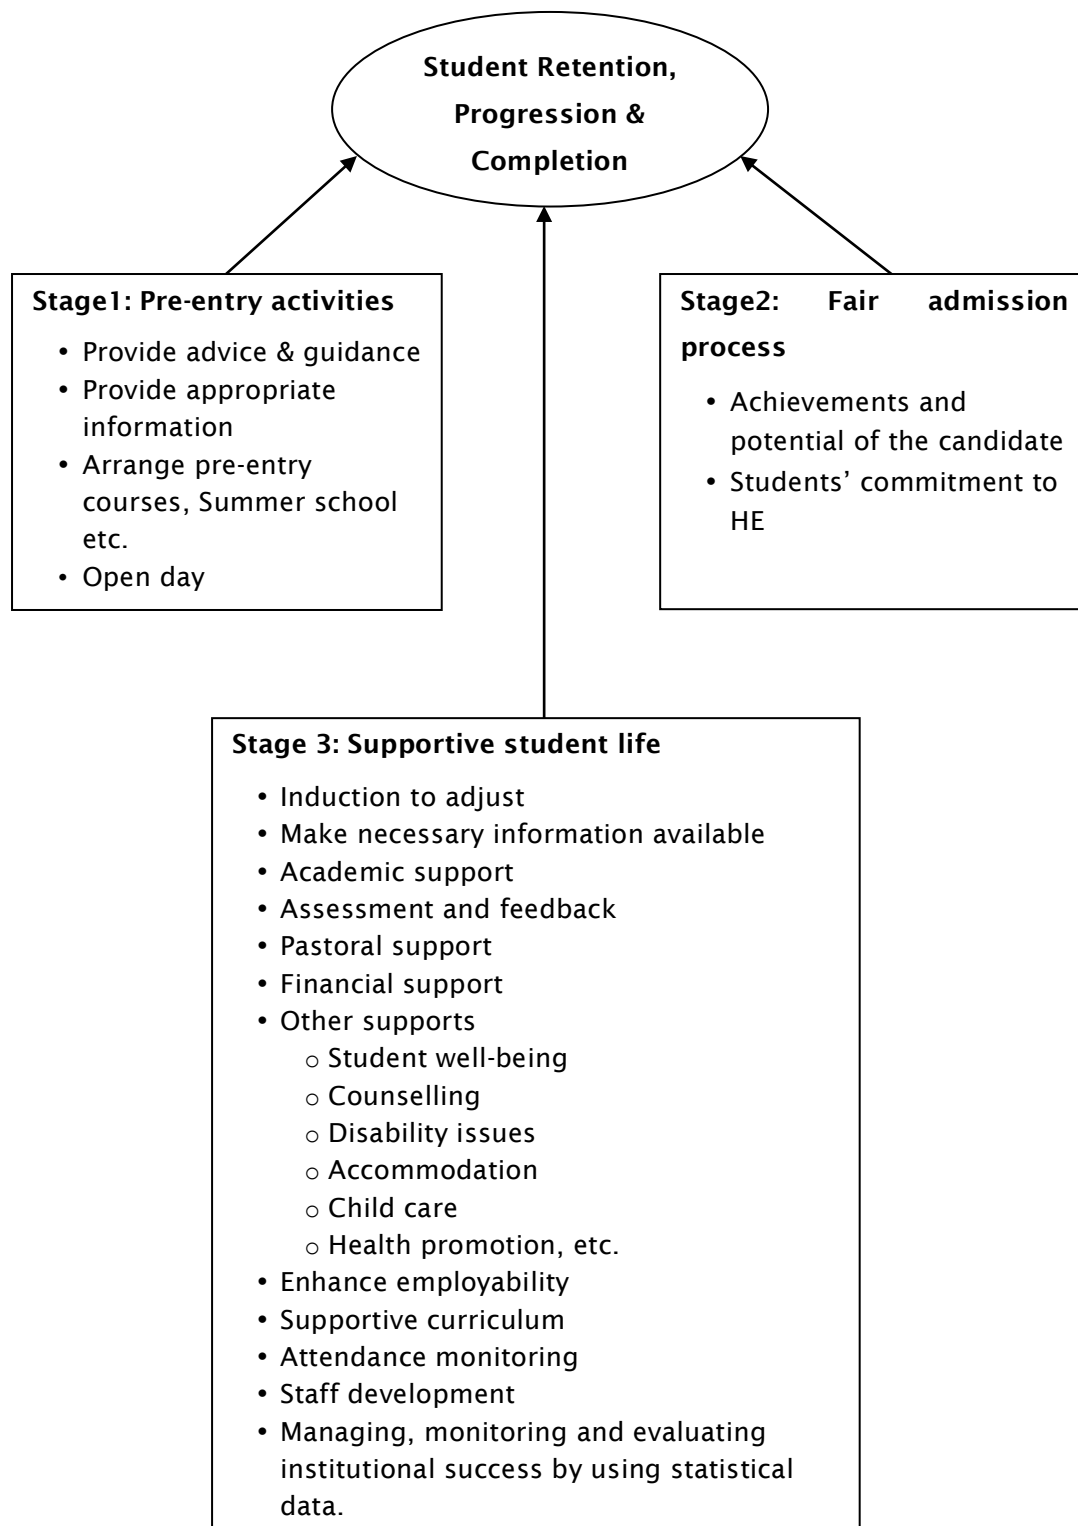 Student Retention,
Progression &
Completion
Stage1: Pre-entry activities
• Provide advice & guidance
• Provide appropriate
information
• Arrange pre-entry
courses, Summer school
etc.
• Open day
Stage2: Fair admission
process
• Achievements and
potential of the candidate
• Students’ commitment to
HE
Stage 3: Supportive student life
• Induction to adjust
• Make necessary information available
• Academic support
• Assessment and feedback
• Pastoral support
• Financial support
• Other supports
o Student well-being
o Counselling
o Disability issues
o Accommodation
o Child care
o Health promotion, etc.
• Enhance employability
• Supportive curriculum
• Attendance monitoring
• Staff development
• Managing, monitoring and evaluating
institutional success by using statistical
data.